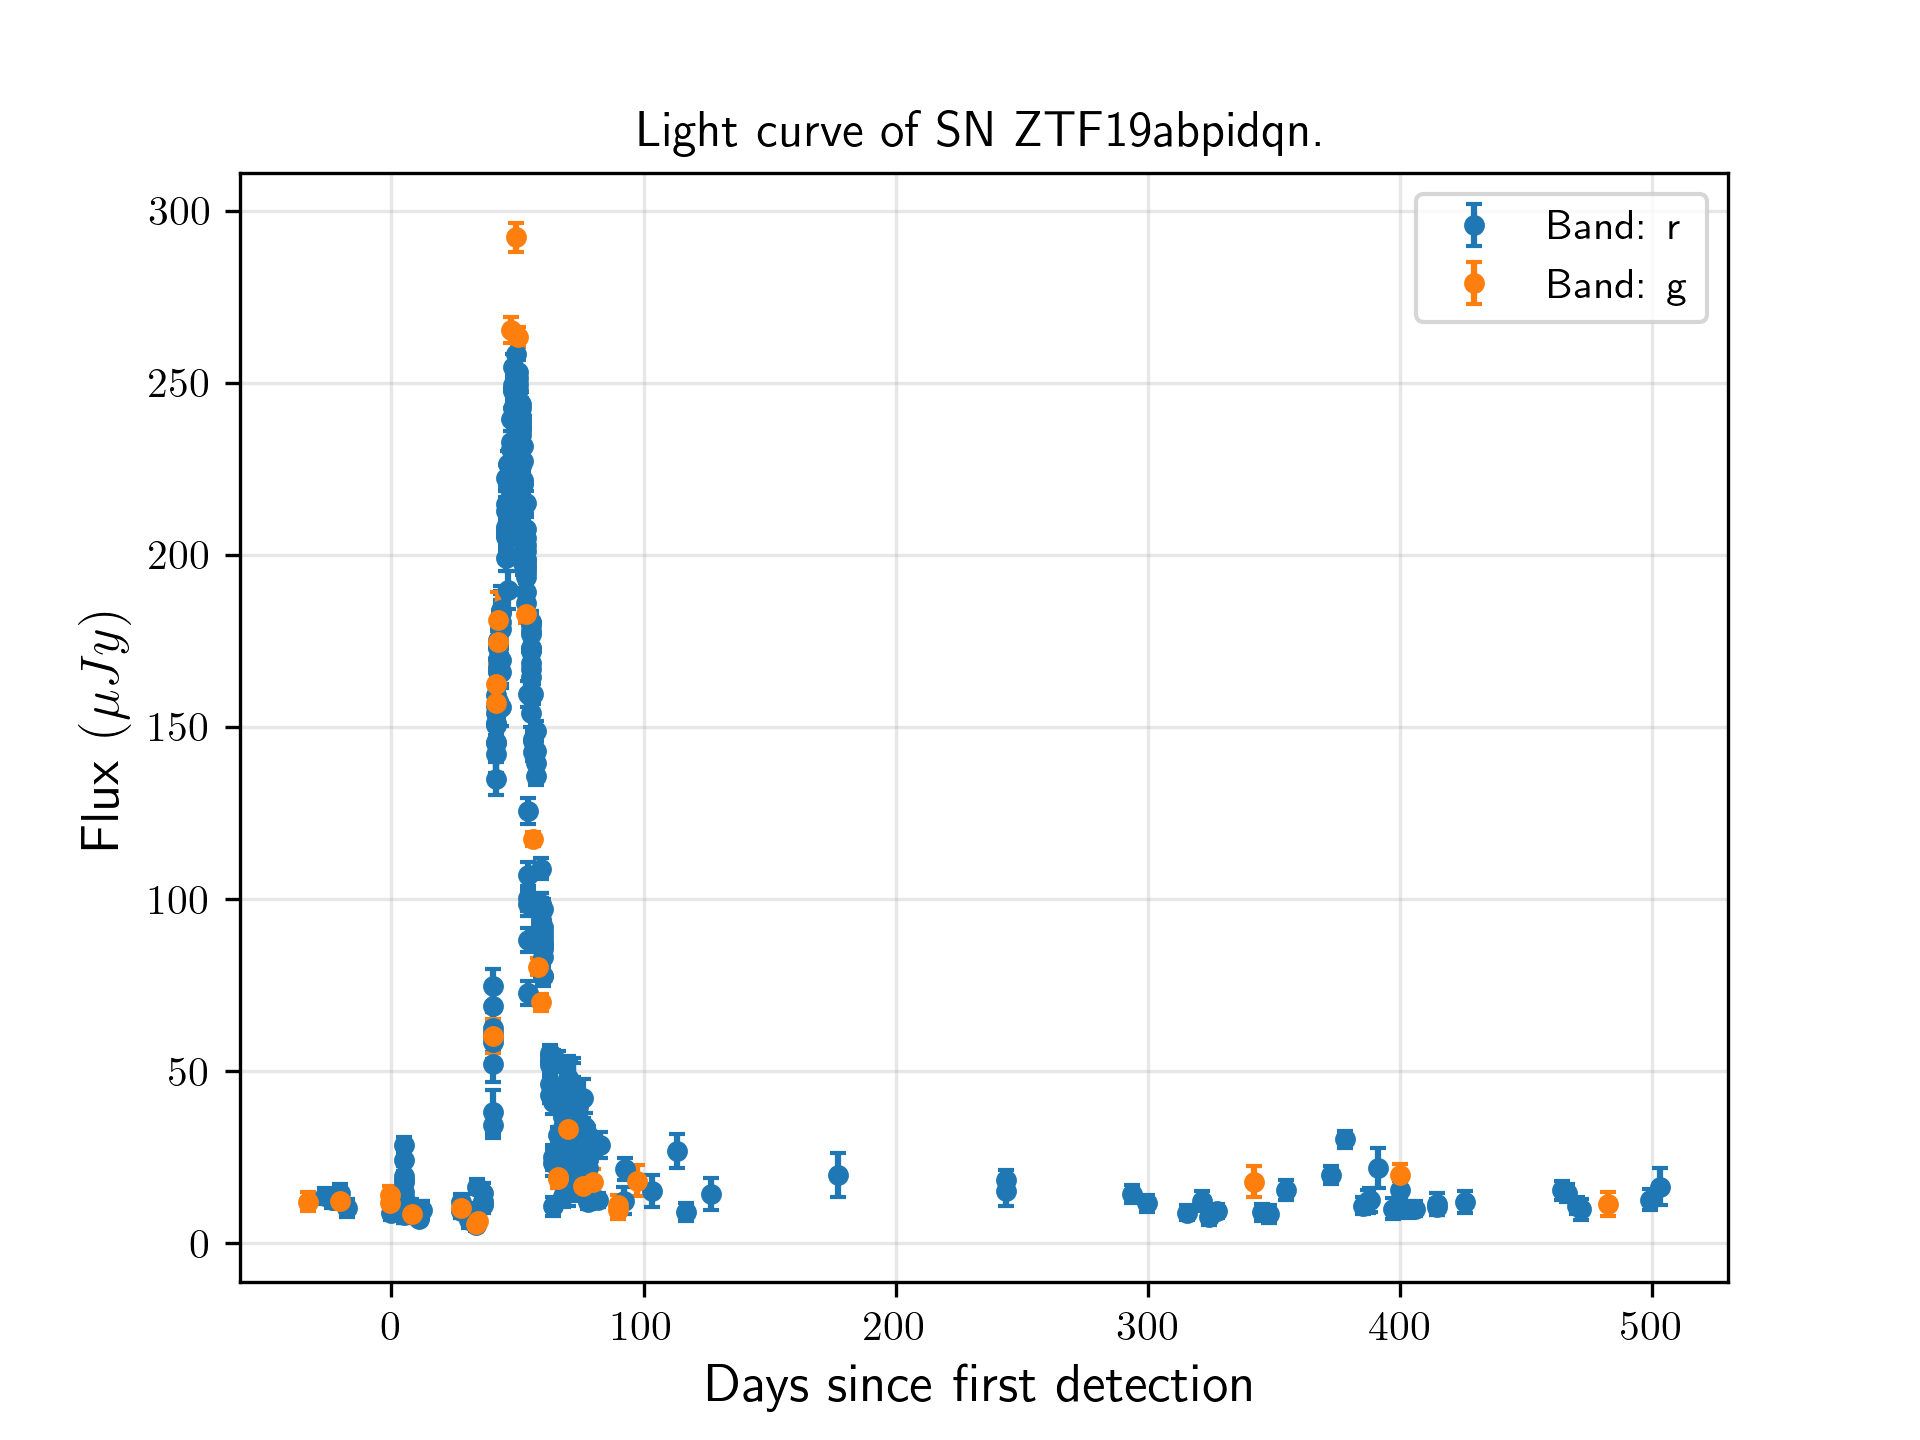 Light curve of SN ZTF19abpidqn.
Band: r
Band: g
300
250
200
150
100
50
0
Flux (μJy)
0 100 200 300 400 500
Days since first detection